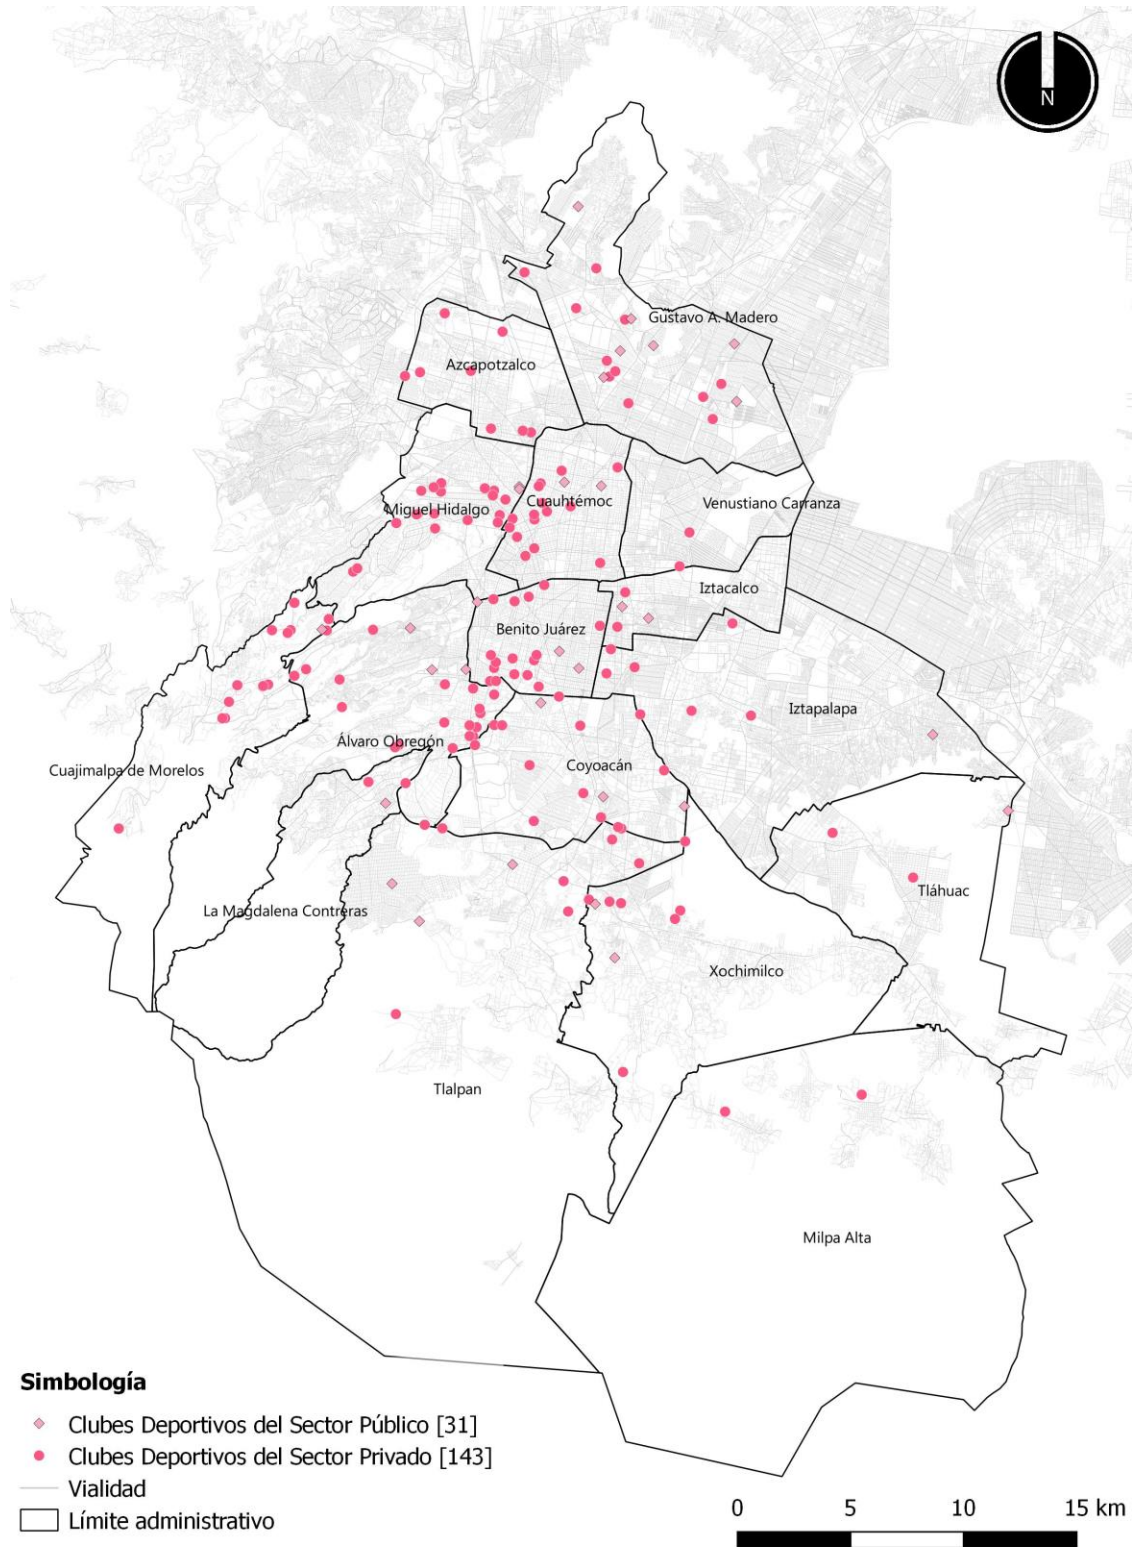 N
Gustavo A. Madero
Azcapotzalco
Miguel Hidalgo
Cuauhtémoc
Venustiano Carranza
Iztacalco
Benito Juárez
Iztapalapa
Álvaro Obregón
Coyoacán
Cuajimalpa de Morelos
Tláhuac
La Magdalena Contreras
Xochimilco
Tlalpan
Milpa Alta
Simbología
Clubes Deportivos del Sector Público [31]
Clubes Deportivos del Sector Privado [143]
Vialidad
Límite administrativo
0 5 10 15 km